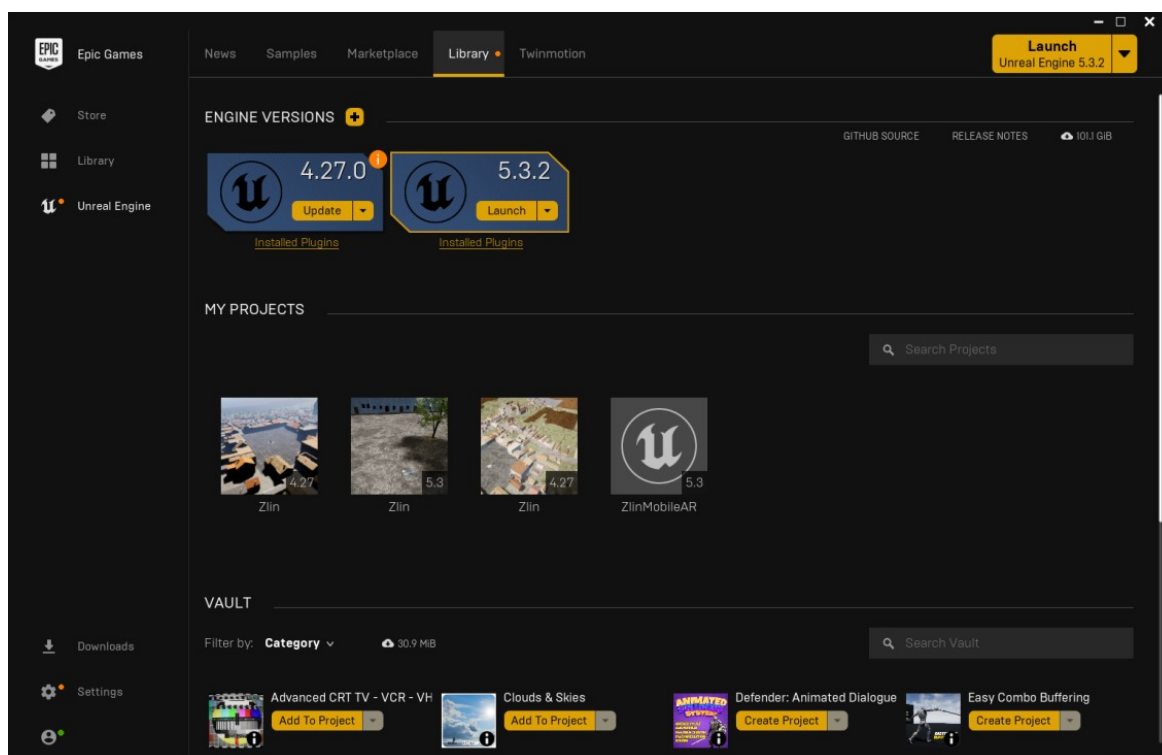 EPIC GAMES
Epic Games
News
Samples
Marketplace
Library
Twinmotion
Launch
Unreal Engine 5.3.2
Store
Library
Unreal Engine
ENGINE VERSIONS
GITHUB SOURCE
RELEASE NOTES
101.1 GiB
4.27.0
Update
Installed Plugins
5.3.2
Launch
Installed Plugins
MY PROJECTS
Search Projects
4.27
Zlin
5.3
Zlin
4.27
Zlin
5.3
ZlinMobileAR
VAULT
Filter by: Category
30.9 MiB
Search Vault
Advanced CRT TV - VCR - VH
Add To Project
Clouds & Skies
Add To Project
ANIMATED
Defender: Animated Dialogue
Create Project
Easy Combo Buffering
Create Project
Downloads
Settings